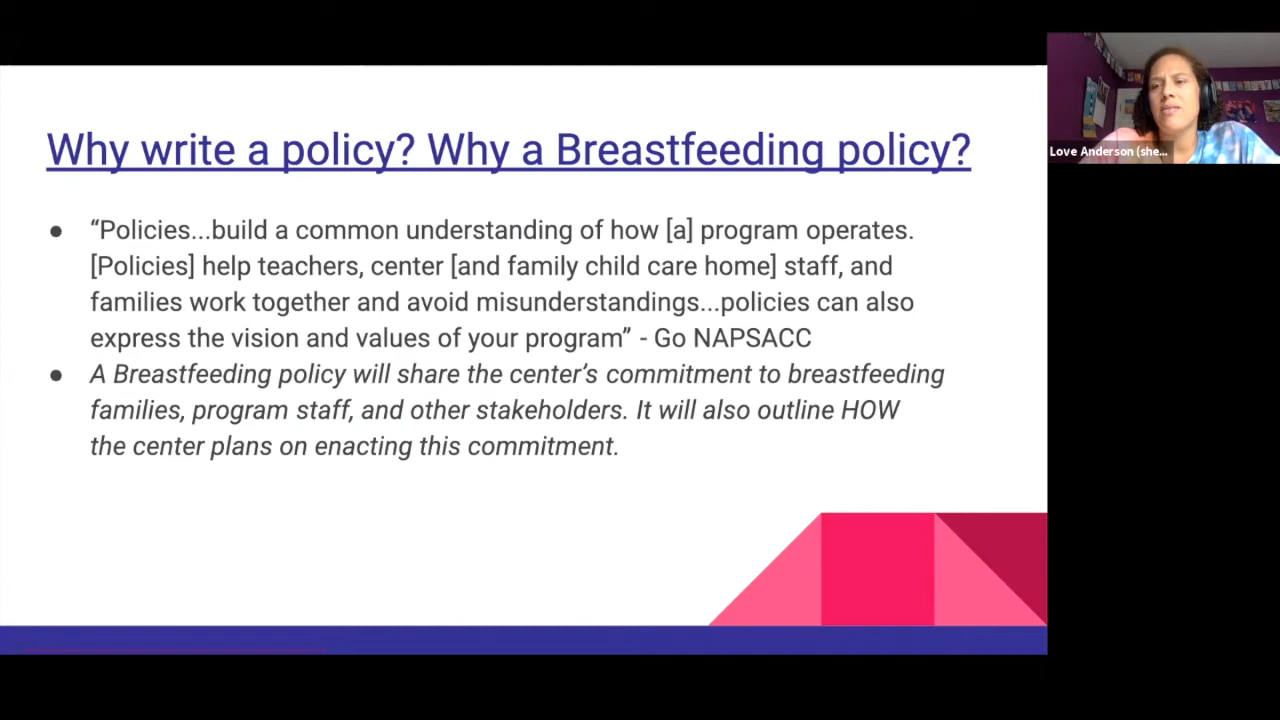 Why write a policy? Why a Breastfeeding policy?
● “Policies...build a common understanding of how [a] program operates.
[Policies] help teachers, center [and family child care home] staff, and
families work together and avoid misunderstandings...policies can also
express the vision and values of your program” - Go NAPSACC
● A Breastfeeding policy will share the center’s commitment to breastfeeding
families, program staff, and other stakeholders. It will also outline HOW
the center plans on enacting this commitment.
Love Anderson (she...